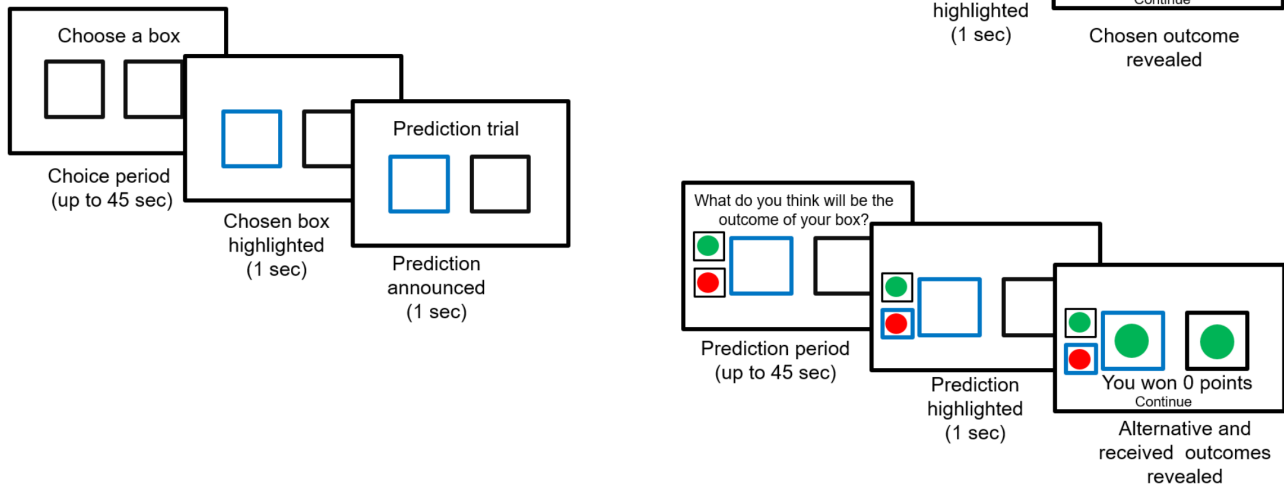 Choose a box
Choice period
(up to 45 sec)
Chosen box
highlighted
(1 sec)
Prediction trial
Prediction
announced
(1 sec)
highlighted
(1 sec)
Continue
Chosen outcome
revealed
What do you think will be the
outcome of your box?
Prediction period
(up to 45 sec)
Prediction
highlighted
(1 sec)
You won 0 points
Continue
Alternative and
received outcomes
revealed